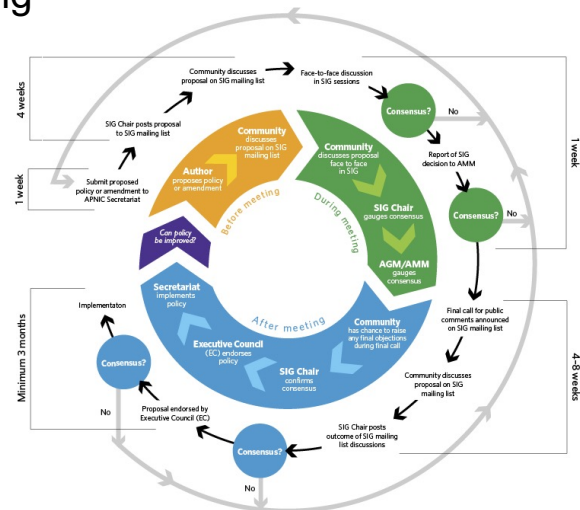 g
4 weeks
1 week
Community discusses
proposal on SIG mailing list
Face-to-face discussion
in SIG sessions
Consensus?
No
SIG Chair posts proposal
to SIG mailing list
Report of SIG
decision to AMM
1 week
Submit proposed
policy or amendment to
APNIC Secretariat
Consensus?
No
Community
discusses
proposal on SIG
mailing list
Author
proposes policy
or amendment
Before meeting
Community
discusses proposal
face to face
in SIG
SIG Chair
gauges consensus
AGM/AMM
gauges
consensus
During meeting
Can policy
be improved?
Secretariat
implements
policy
Executive Council
(EC) endorses
policy
SIG Chair
confirms
consensus
Community
has chance to raise
any final objections
during final call
After meeting
Final call for public
comments announced
on SIG mailing list
4–8 weeks
Community discusses
proposal on SIG
mailing list
SIG Chair posts
outcome of SIG mailing
list discussions
Consensus?
No
Proposal endorsed by
Executive Council (EC)
Consensus?
No
Implementaton
Minimum 3 months